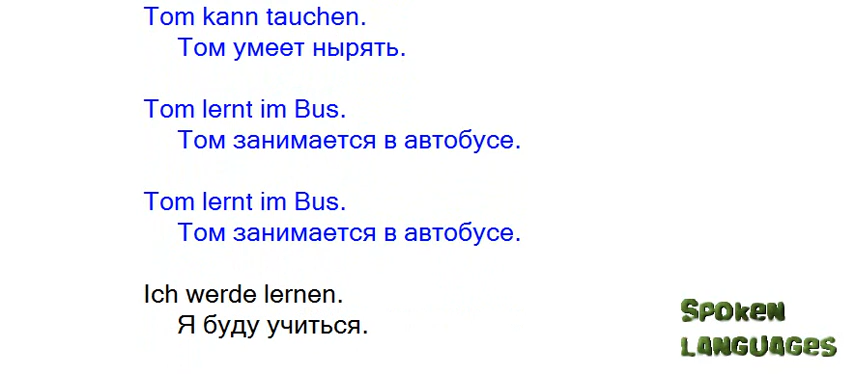 Tom kann tauchen.
Том умеет нырять.
Tom lernt im Bus.
Том занимается в автобусе.
Tom lernt im Bus.
Том занимается в автобусе.
Ich werde lernen.
Я буду учиться.
SPOKEN
LANGUAGES